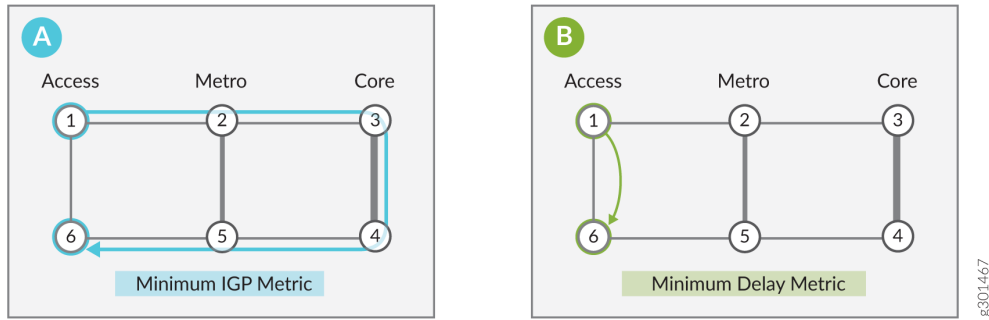 A
Access Metro Core
1 2 3
6 5 4
Minimum IGP Metric
B
Access Metro Core
1 2 3
6 5 4
Minimum Delay Metric
g301467